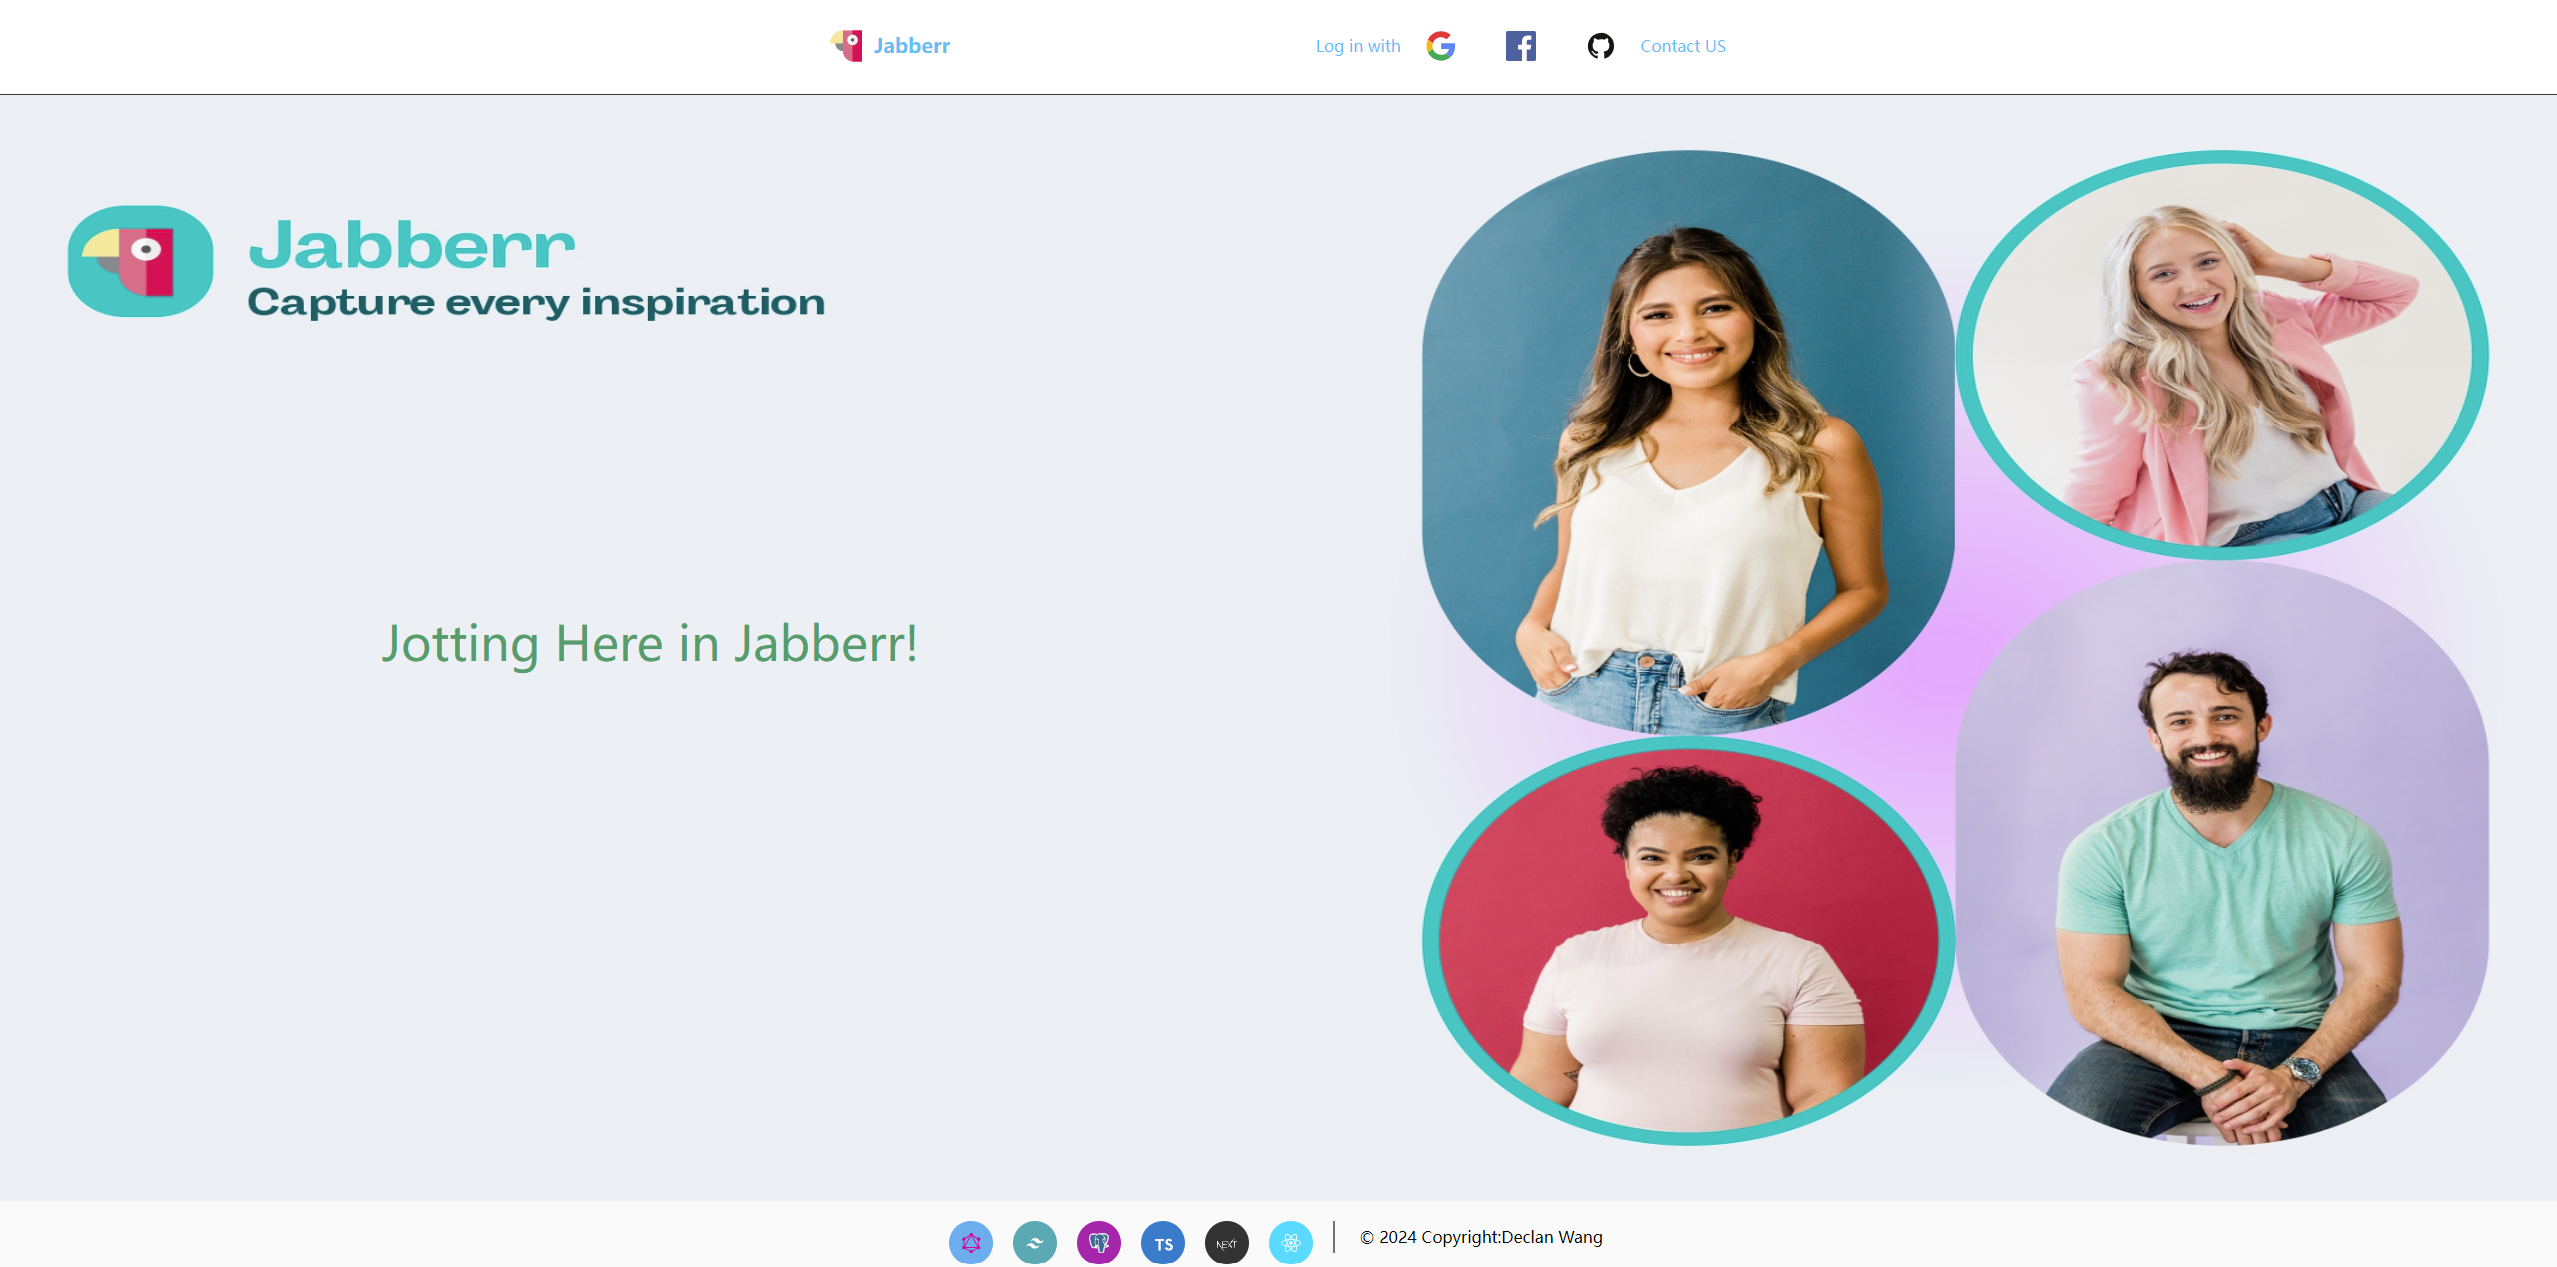 Jabberr
Log in with
Contact US
Jabberr
Capture every inspiration
Jotting Here in Jabberr!
TS
NEXT
© 2024 Copyright:Declan Wang